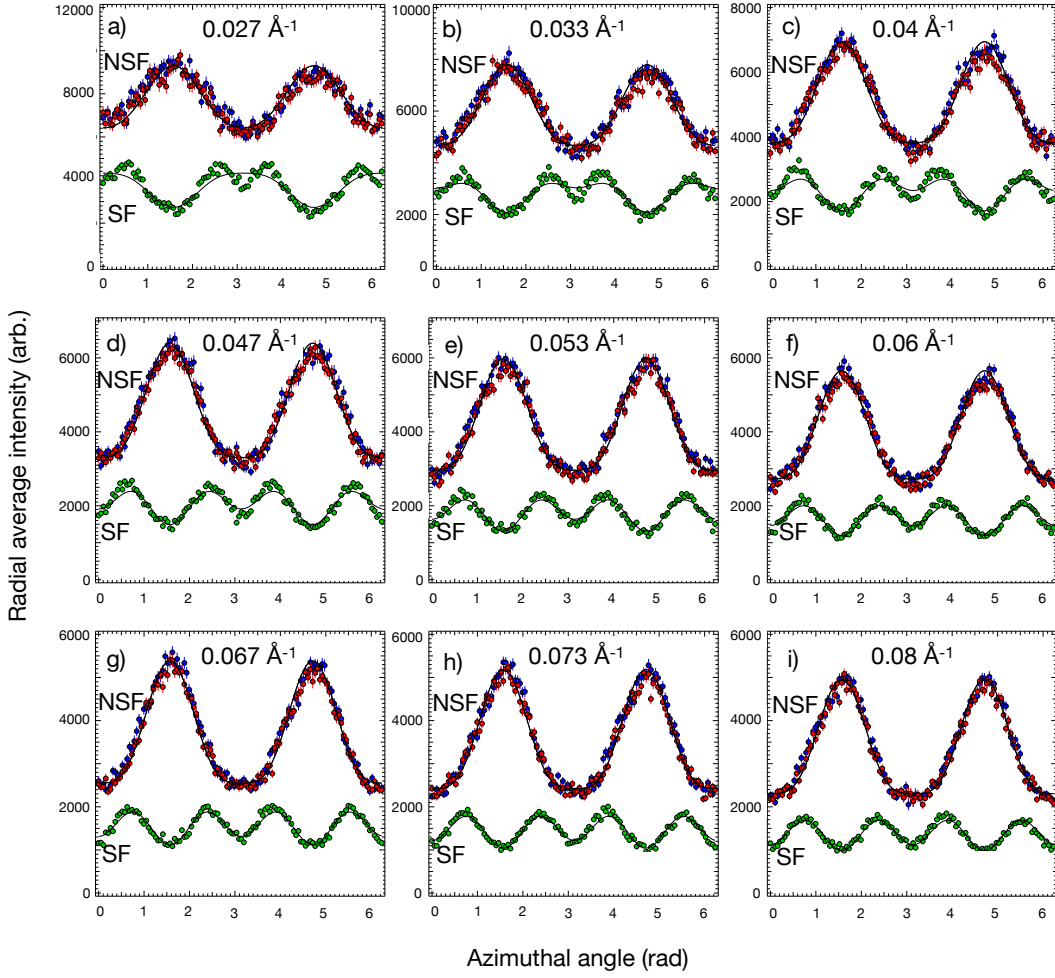 a) 0.027 Å⁻¹
12000
10000
8000
6000
4000
2000
0
NSF
SF
0 1 2 3 4 5 6
b) 0.033 Å⁻¹
10000
8000
6000
4000
2000
0
NSF
SF
0 1 2 3 4 5 6
c) 0.04 Å⁻¹
8000
6000
4000
2000
0
NSF
SF
0 1 2 3 4 5 6
d) 0.047 Å⁻¹
6000
4000
2000
0
NSF
SF
0 1 2 3 4 5 6
e) 0.053 Å⁻¹
6000
4000
2000
0
NSF
SF
0 1 2 3 4 5 6
f) 0.06 Å⁻¹
6000
4000
2000
0
NSF
SF
0 1 2 3 4 5 6
g) 0.067 Å⁻¹
6000
4000
2000
0
NSF
SF
0 1 2 3 4 5 6
h) 0.073 Å⁻¹
6000
4000
2000
0
NSF
SF
0 1 2 3 4 5 6
i) 0.08 Å⁻¹
6000
4000
2000
0
NSF
SF
0 1 2 3 4 5 6
Radial average intensity (arb.)
Azimuthal angle (rad)